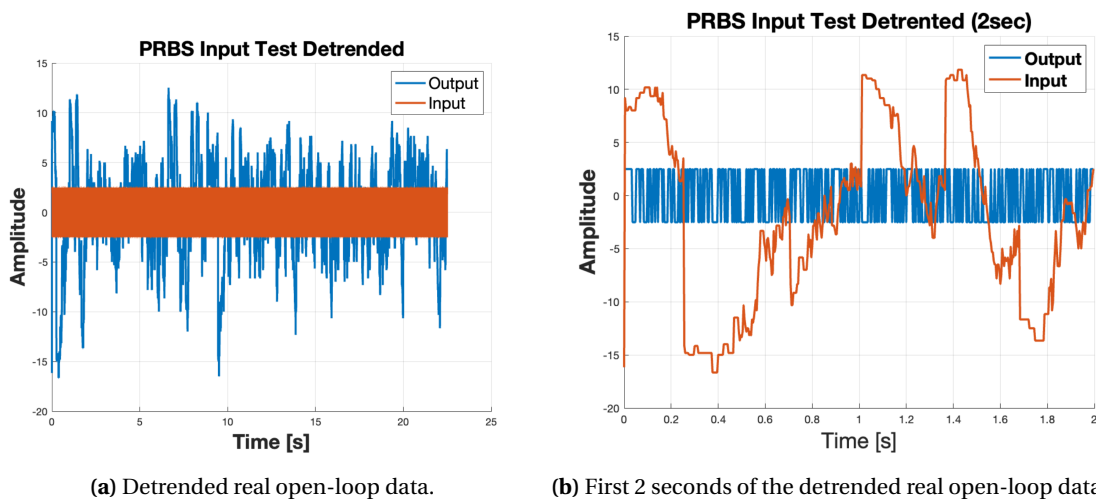 PRBS Input Test Detrended
15
10
5
0
-5
-10
-15
-20
0
5
10
15
20
25
Amplitude
Time [s]
Output
Input
(a) Detrended real open-loop data.
PRBS Input Test Detrented (2sec)
15
10
5
0
-5
-10
-15
-20
0
0.2
0.4
0.6
0.8
1
1.2
1.4
1.6
1.8
2
Amplitude
Time [s]
Output
Input
(b) First 2 seconds of the detrended real open-loop data